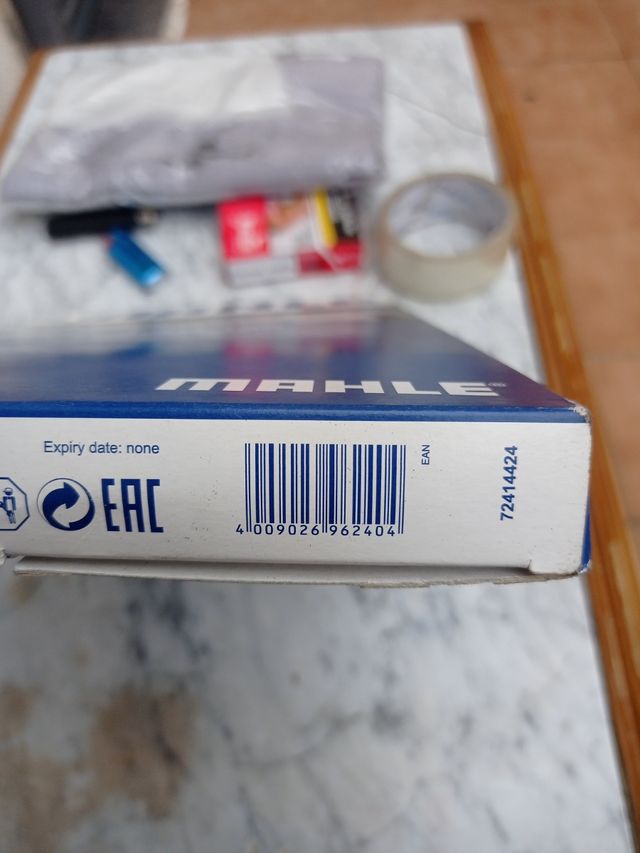 MAHLE®
Expiry date: none
EAC
4 009026 962404
EAN
72414424